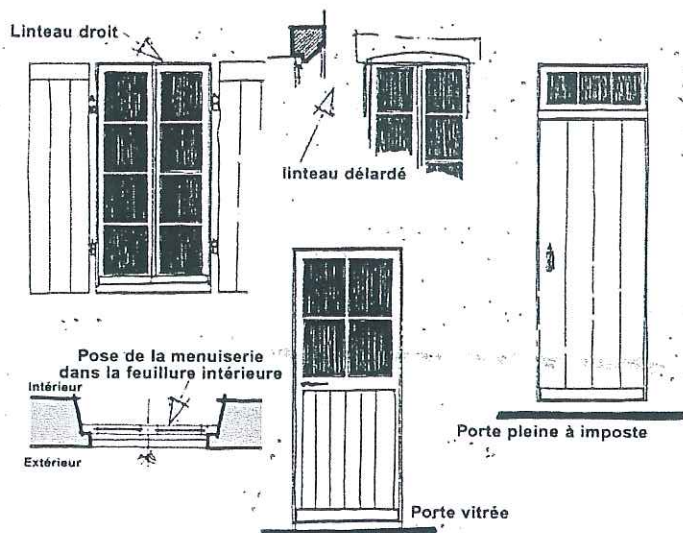 Linteau droit
linteau délardé
Pose de la menuiserie
dans la feuillure intérieure
Intérieur
Extérieur
Porte vitrée
Porte pleine à imposte